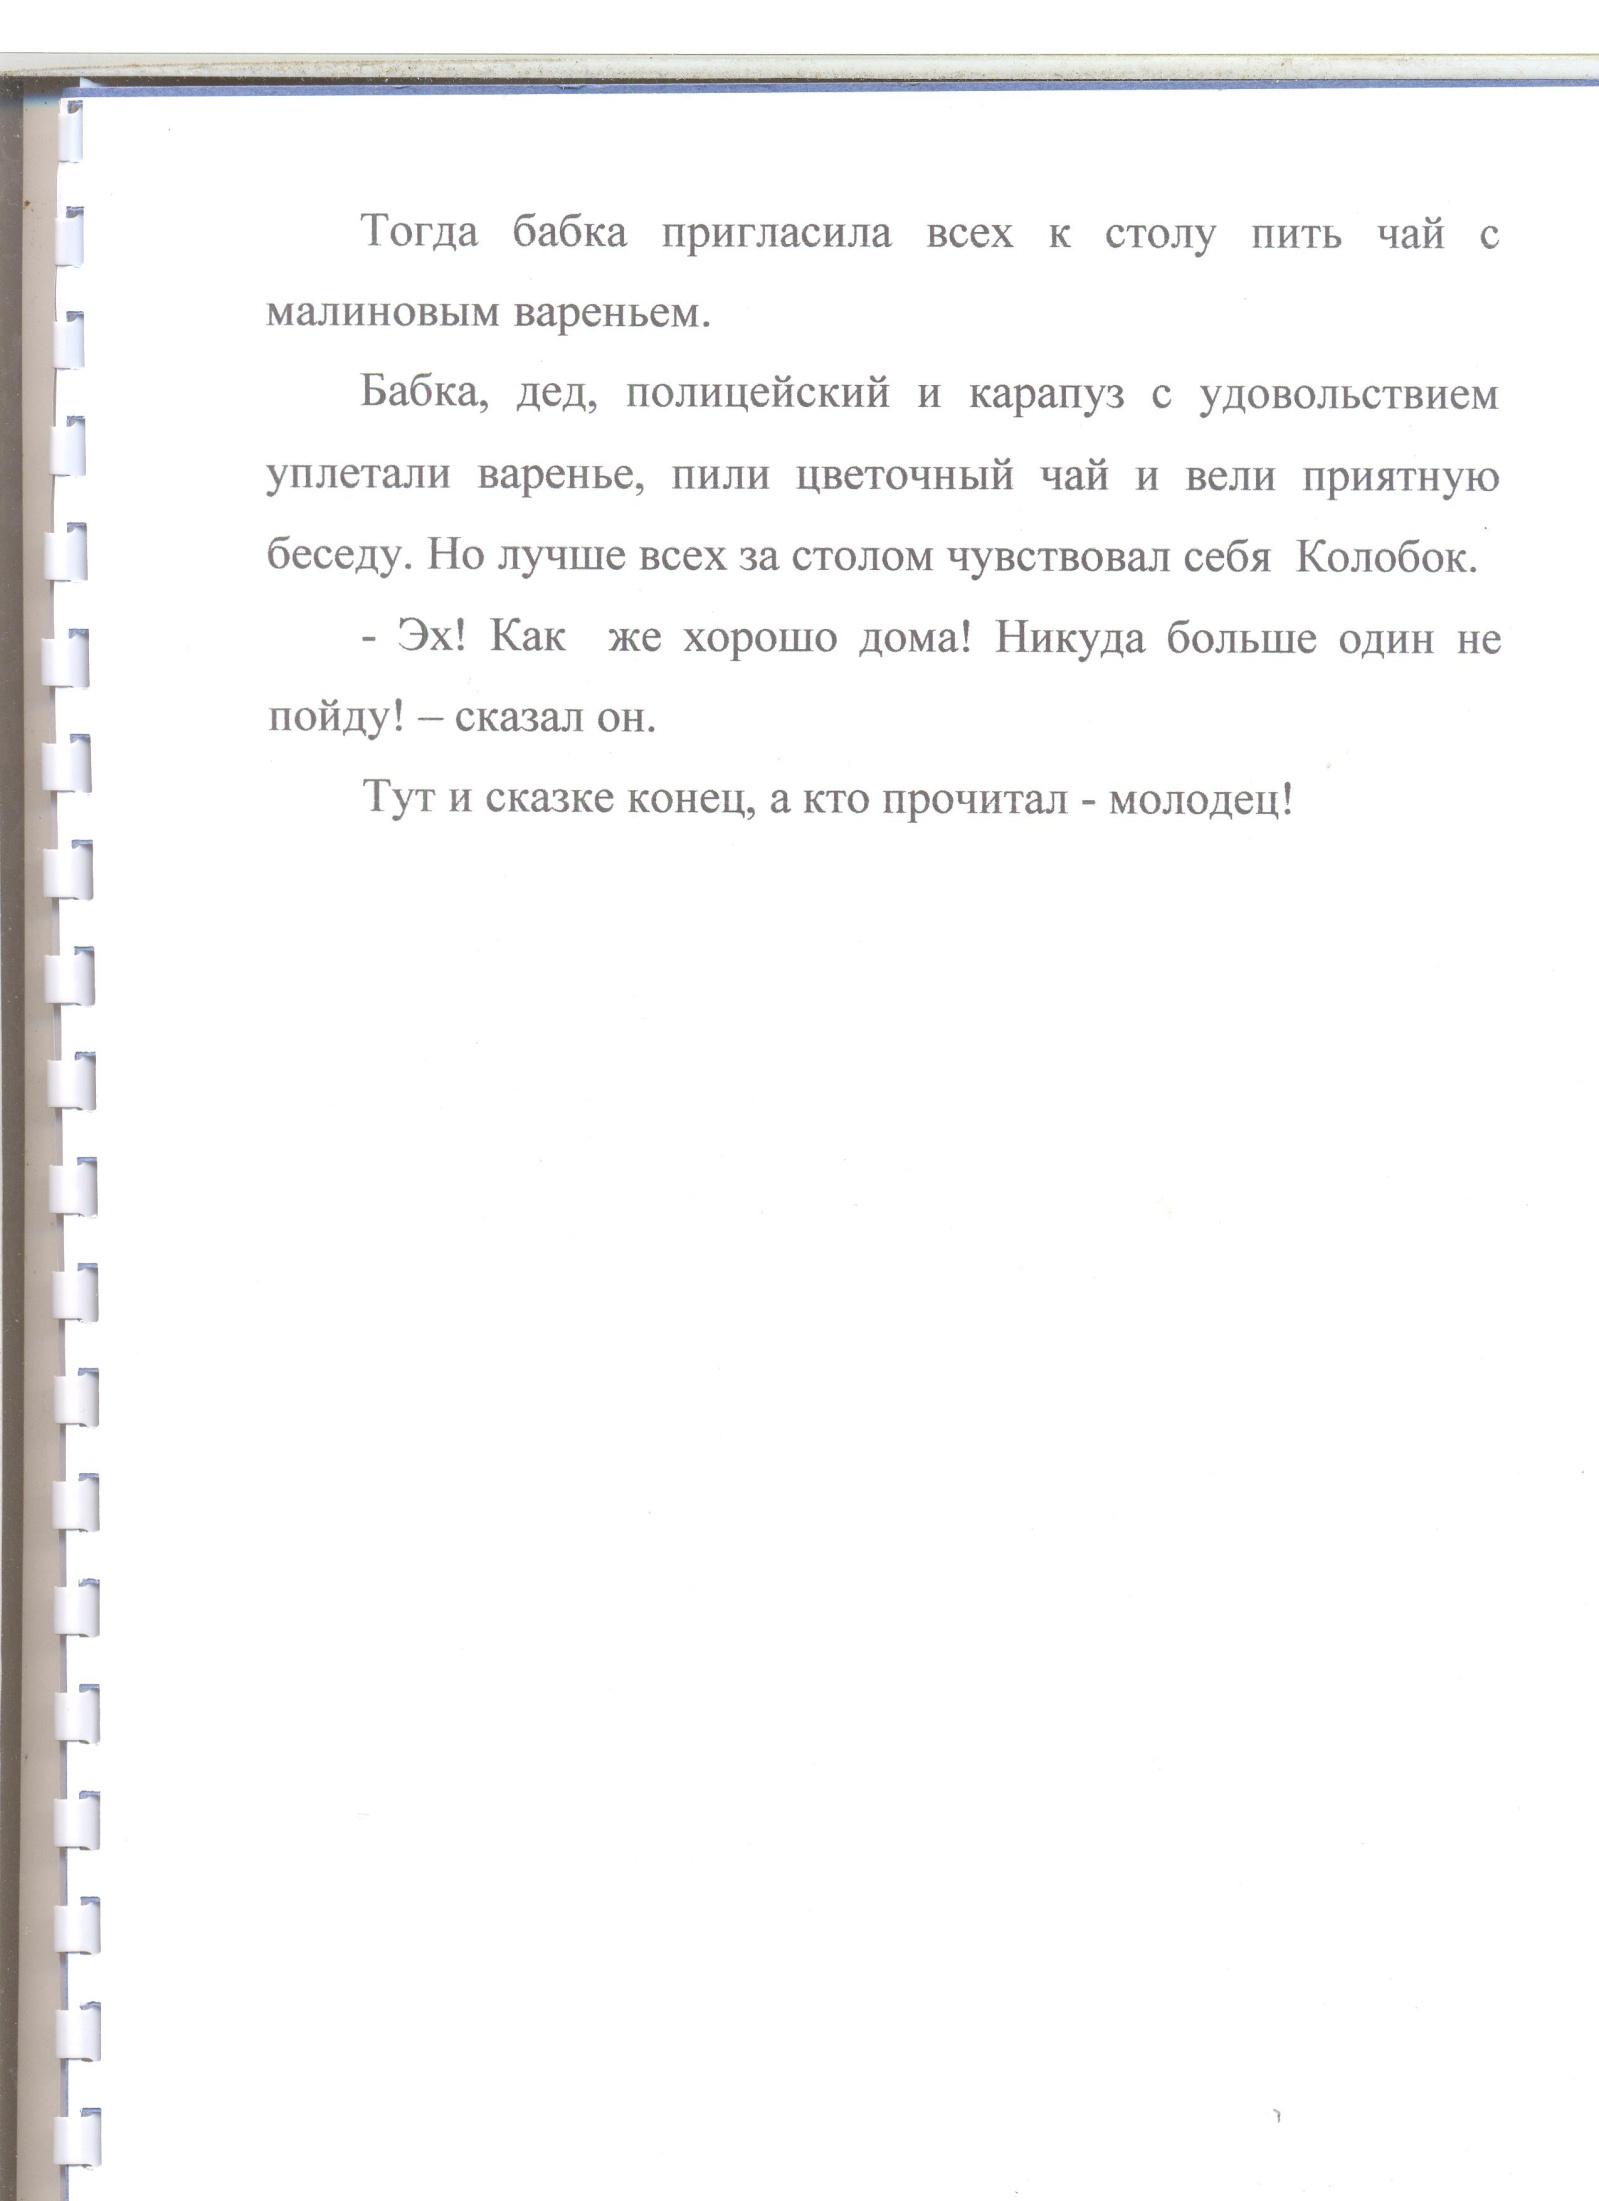 Тогда бабка пригласила всех к столу пить чай с
малиновым вареньем.
Бабка, дед, полицейский и карапуз с удовольствием
уплетали варенье, пили цветочный чай и вели приятную
беседу. Но лучше всех за столом чувствовал себя  Колобок.
- Эх! Как  же хорошо дома! Никуда больше один не
пойду! – сказал он.
Тут и сказке конец, а кто прочитал - молодец!